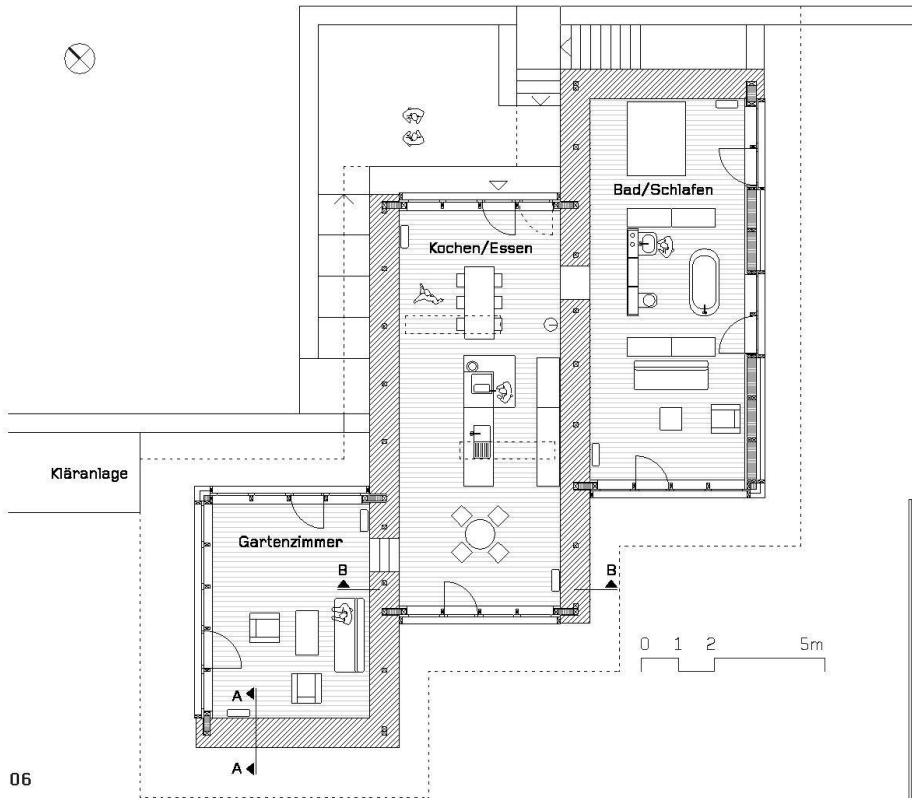 Bad/Schlafen
Kochen/Essen
Kläranlage
Gartenzimmer
B B
0 1 2 5m
A
A
06